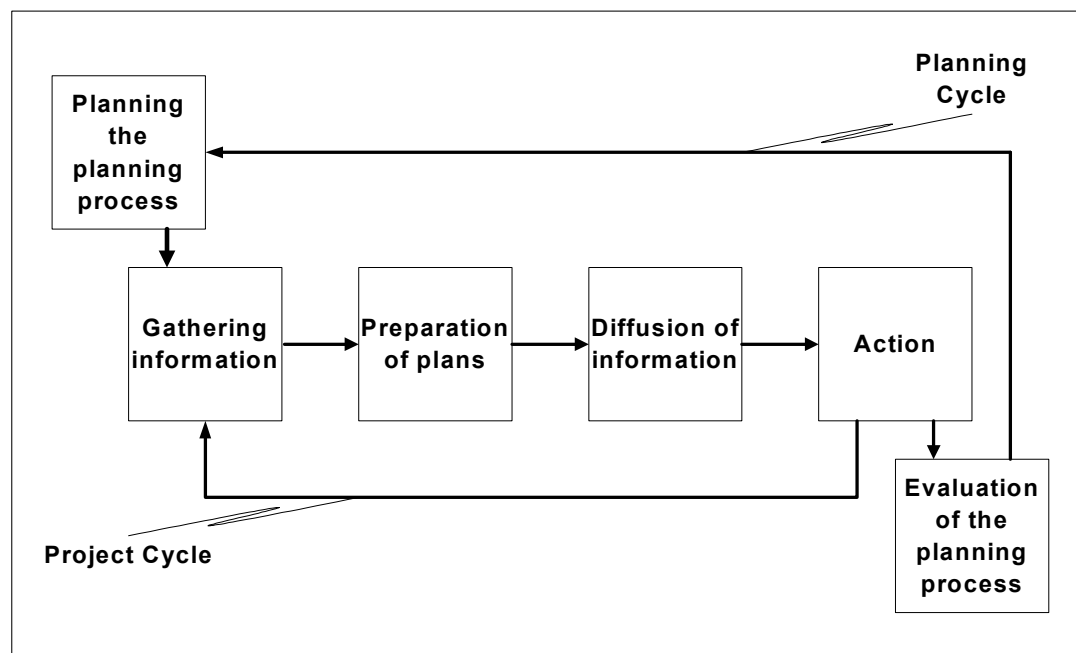 Planning
Cycle
Planning
the
planning
process
Gathering
information
Preparation
of plans
Diffusion of
information
Action
Project Cycle
Evaluation
of the
planning
process